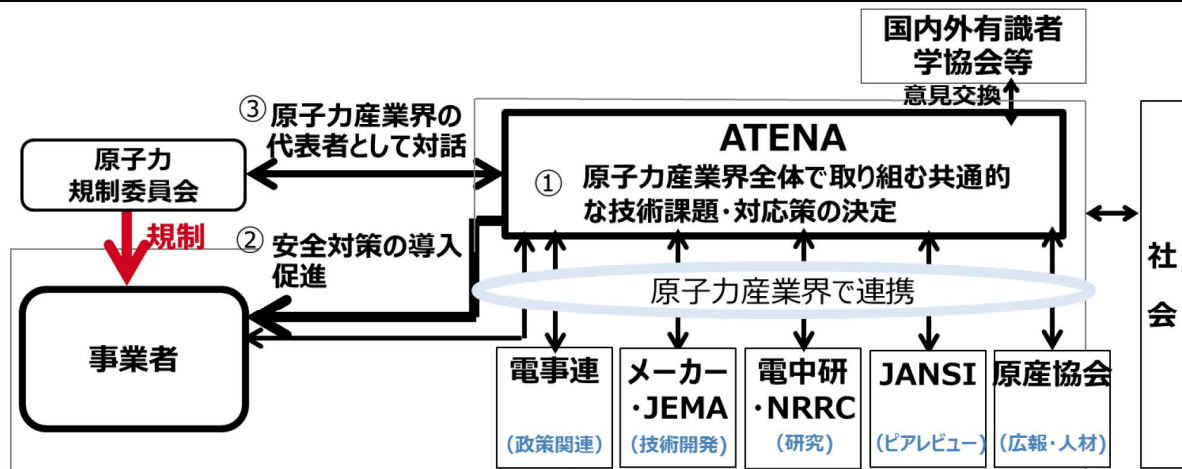 国内外有識者
学協会等
意見交換
③ 原子力産業界の
代表者として対話
原子力
規制委員会
ATENA
① 原子力産業界全体で取り組む共通的
な技術課題・対応策の決定
規制
② 安全対策の導入
促進
事業者
原子力産業界で連携
電事連
(政策関連)
メーカー
・JEMA
(技術開発)
電中研
・NRRC
(研究)
JANSI
(ピアレビュー)
原産協会
(広報・人材)
社
会